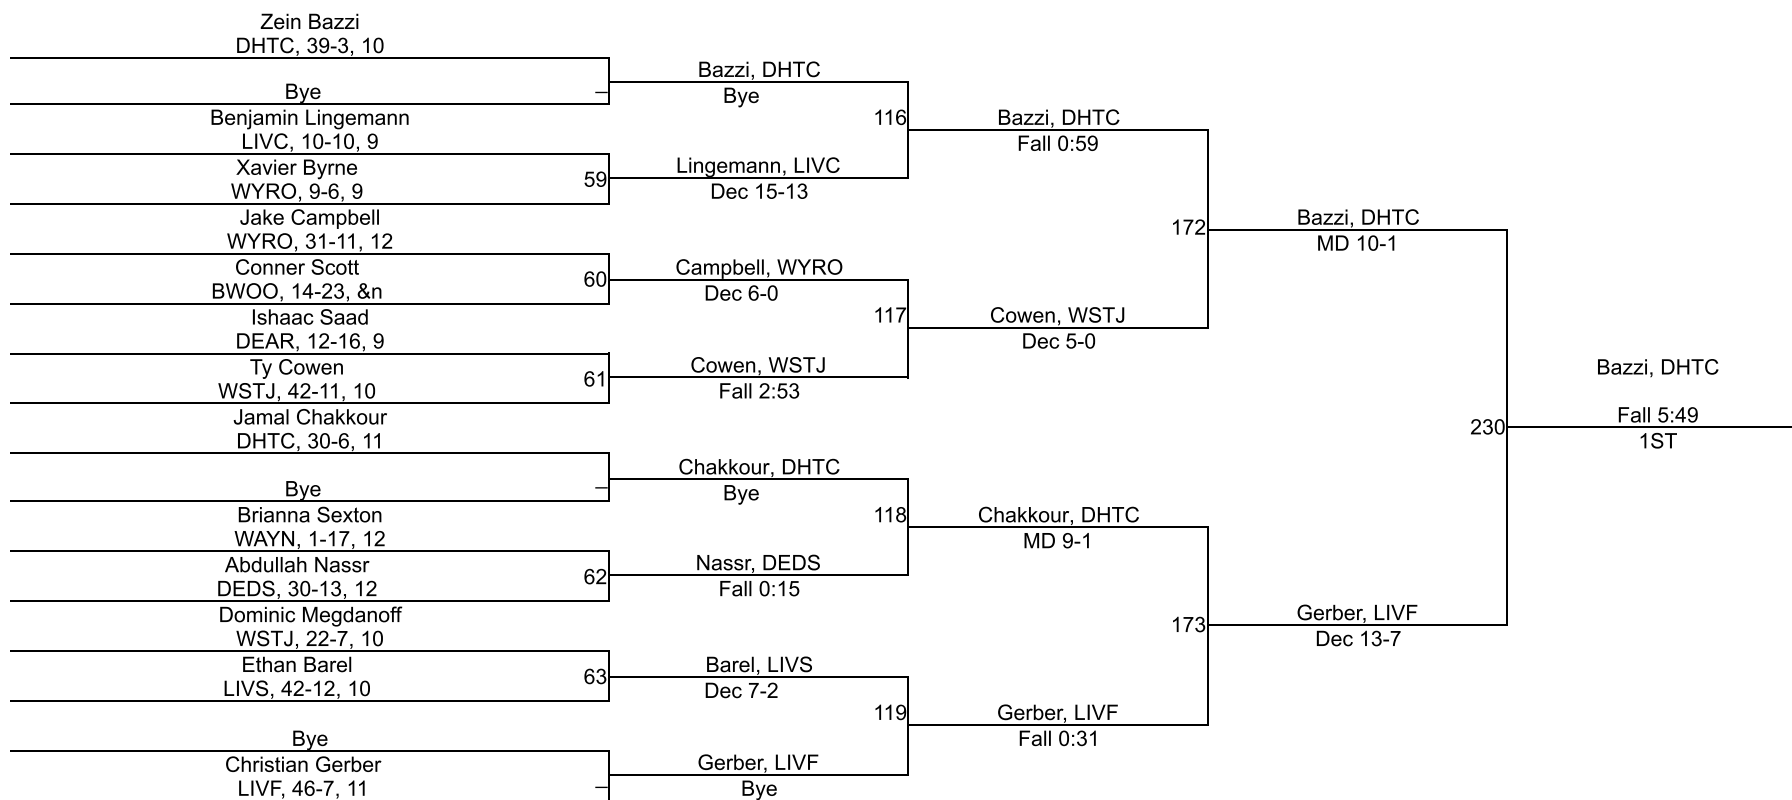 Zein Bazzi
DHTC, 39-3, 10
Bye
–
Benjamin Lingemann
LIVC, 10-10, 9
Xavier Byrne
WYRO, 9-6, 9
59
Jake Campbell
WYRO, 31-11, 12
Conner Scott
BWOO, 14-23, &n
60
Ishaac Saad
DEAR, 12-16, 9
Ty Cowen
WSTJ, 42-11, 10
61
Jamal Chakkour
DHTC, 30-6, 11
Bye
–
Brianna Sexton
WAYN, 1-17, 12
Abdullah Nassr
DEDS, 30-13, 12
62
Dominic Megdanoff
WSTJ, 22-7, 10
Ethan Barel
LIVS, 42-12, 10
63
Bye
Christian Gerber
LIVF, 46-7, 11
–
Bazzi, DHTC
Bye
116
Lingemann, LIVC
Dec 15-13
Campbell, WYRO
Dec 6-0
117
Cowen, WSTJ
Fall 2:53
Chakkour, DHTC
Bye
118
Nassr, DEDS
Fall 0:15
Barel, LIVS
Dec 7-2
119
Gerber, LIVF
Bye
Bazzi, DHTC
Fall 0:59
172
Cowen, WSTJ
Dec 5-0
Chakkour, DHTC
MD 9-1
173
Gerber, LIVF
Fall 0:31
Bazzi, DHTC
MD 10-1
230
Gerber, LIVF
Dec 13-7
Bazzi, DHTC
Fall 5:49
1ST